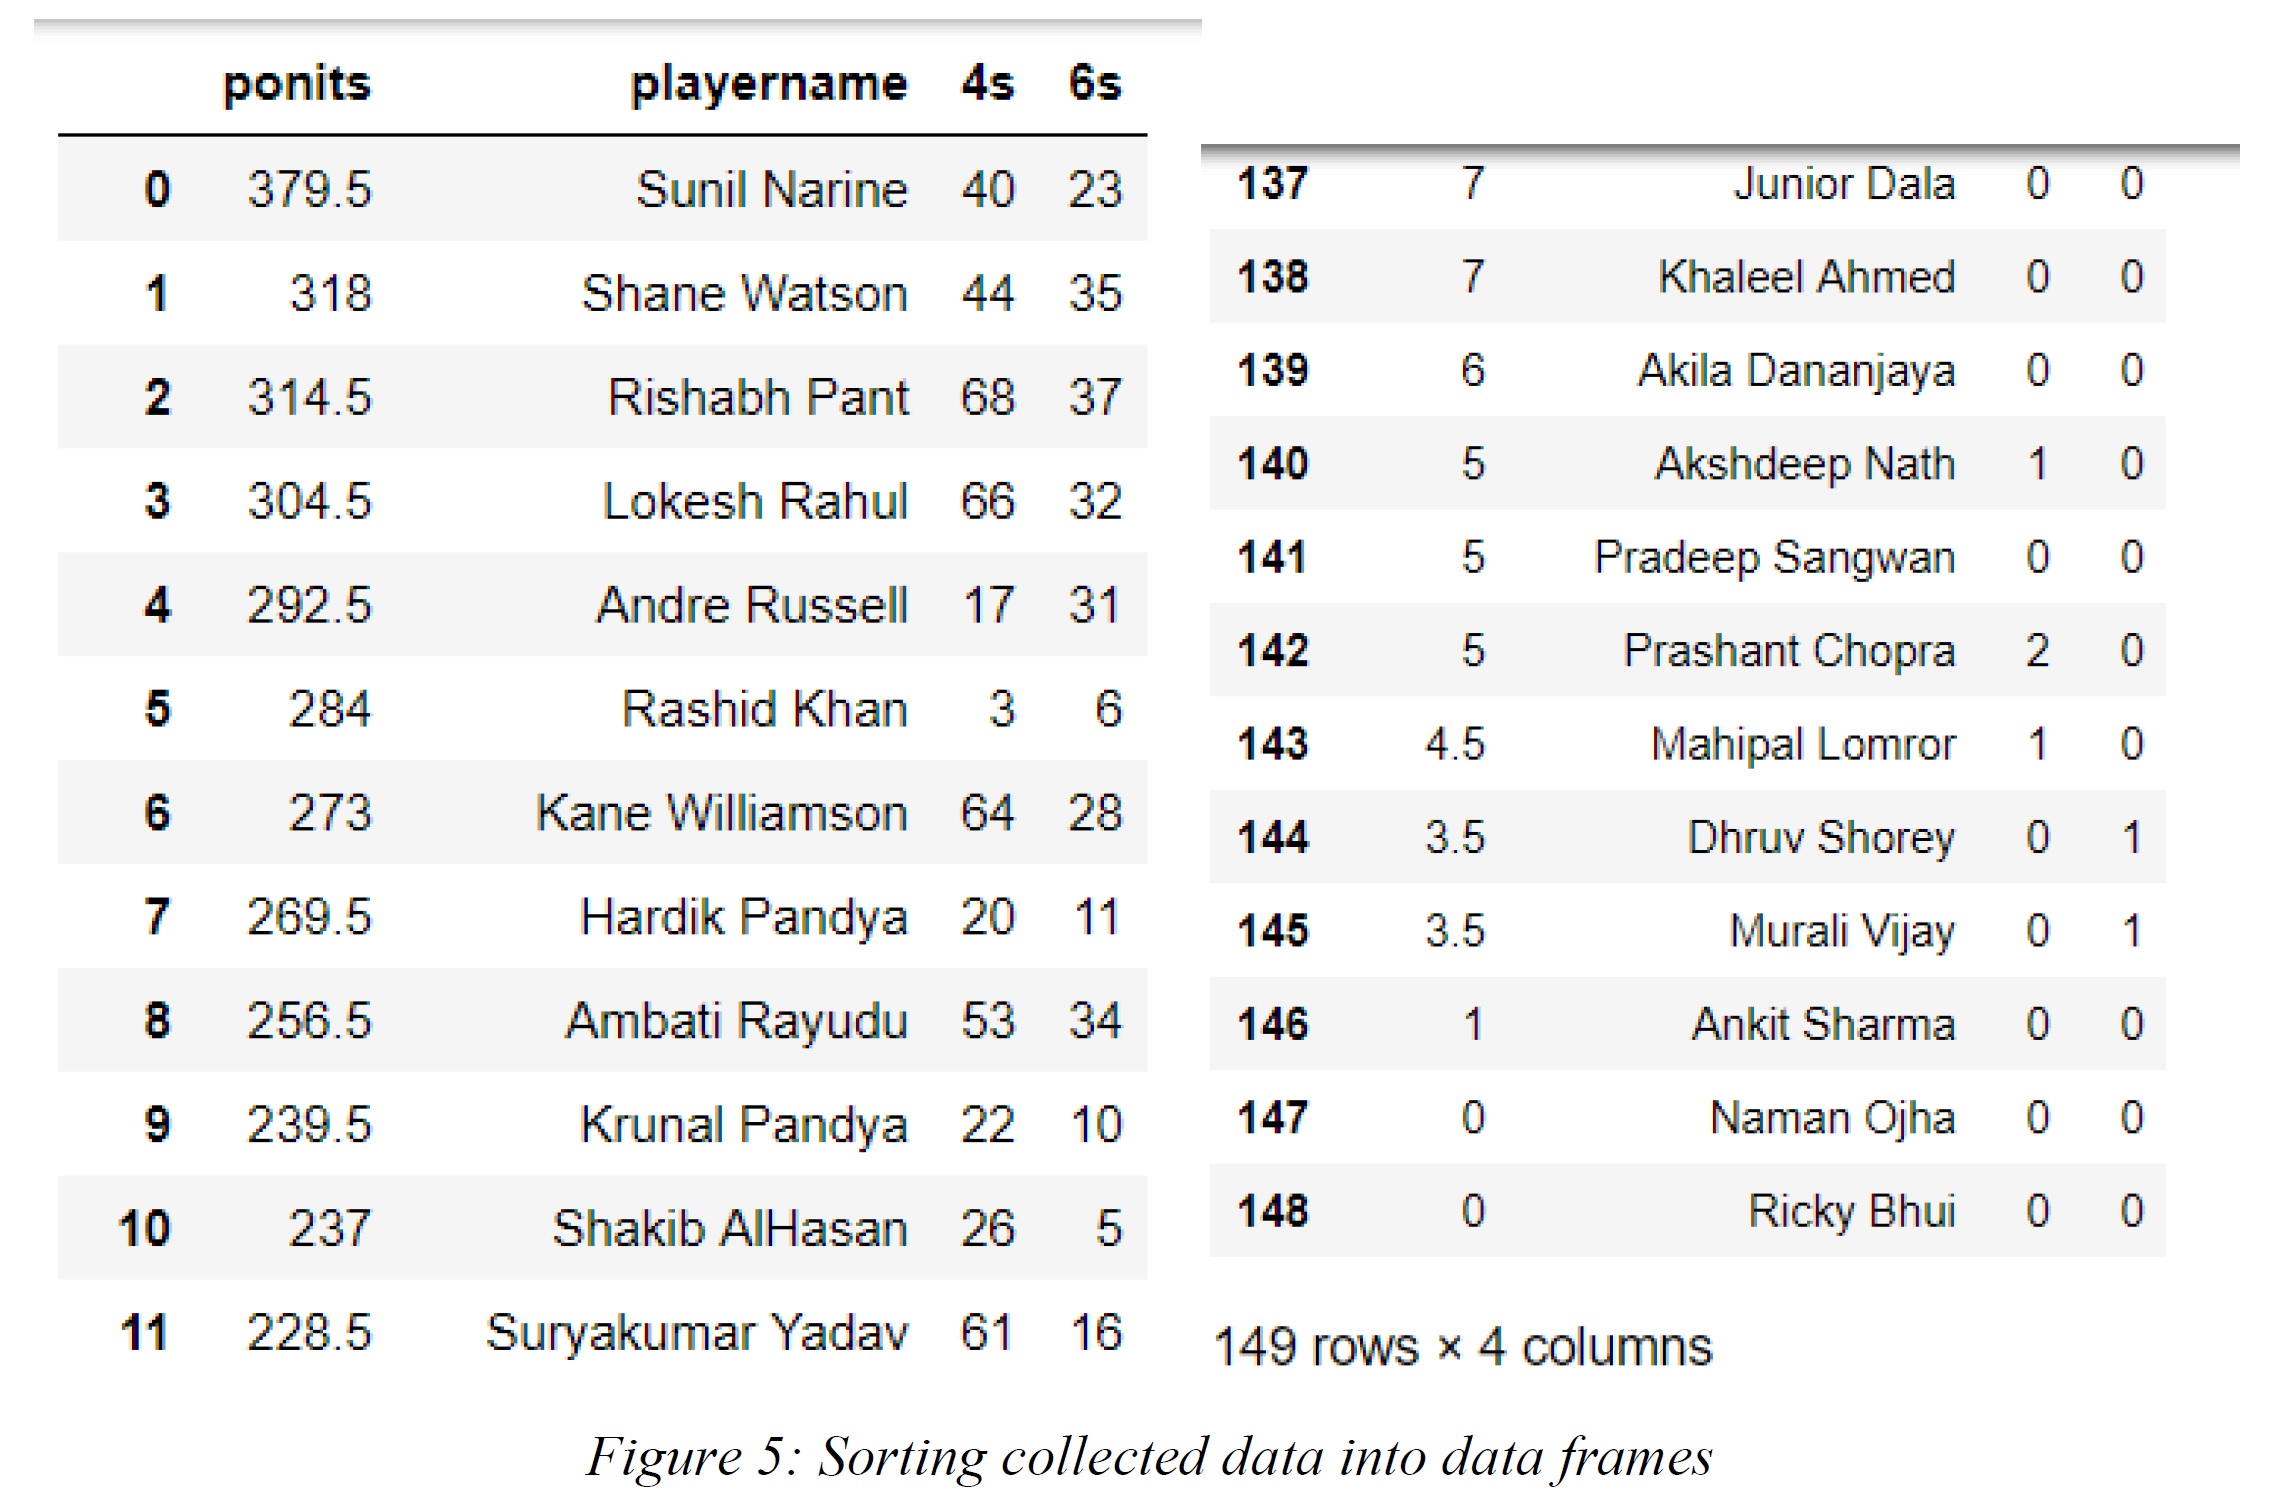 ponits playername 4s 6s
0 379.5 Sunil Narine 40 23
1 318 Shane Watson 44 35
2 314.5 Rishabh Pant 68 37
3 304.5 Lokesh Rahul 66 32
4 292.5 Andre Russell 17 31
5 284 Rashid Khan 3 6
6 273 Kane Williamson 64 28
7 269.5 Hardik Pandya 20 11
8 256.5 Ambati Rayudu 53 34
9 239.5 Krunal Pandya 22 10
10 237 Shakib AlHasan 26 5
11 228.5 Suryakumar Yadav 61 16
137 7 Junior Dala 0 0
138 7 Khaleel Ahmed 0 0
139 6 Akila Dananjaya 0 0
140 5 Akshdeep Nath 1 0
141 5 Pradeep Sangwan 0 0
142 5 Prashant Chopra 2 0
143 4.5 Mahipal Lomror 1 0
144 3.5 Dhruv Shorey 0 1
145 3.5 Murali Vijay 0 1
146 1 Ankit Sharma 0 0
147 0 Naman Ojha 0 0
148 0 Ricky Bhui 0 0
149 rows × 4 columns
Figure 5: Sorting collected data into data frames